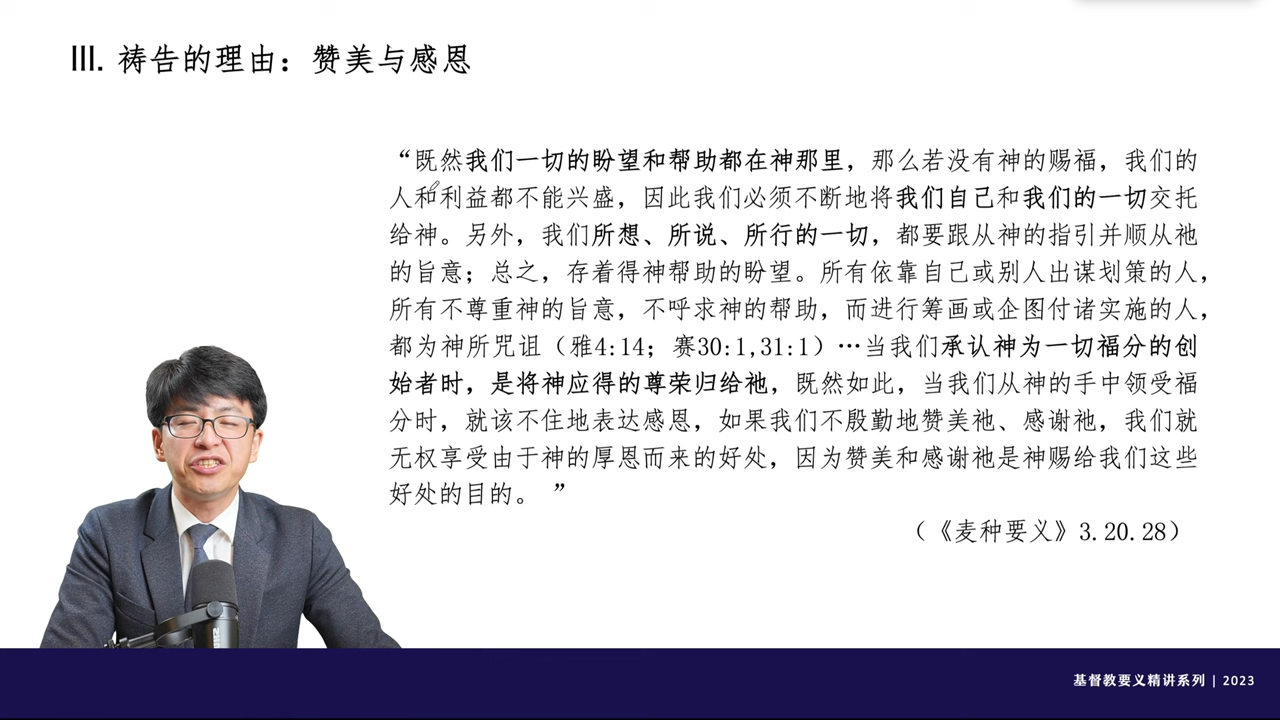 III. 祷告的理由：赞美与感恩
“既然我们一切的盼望和帮助都在神那里，那么若没有神的赐福，我们的
人和利益都不能兴盛，因此我们必须不断地将我们自己和我们的一切交托
给神。另外，我们所想、所说、所行的一切，都要跟从神的指引并顺从祂
的旨意；总之，存着得神帮助的盼望。所有依靠自己或别人出谋划策的人，
所有不尊重神的旨意，不呼求神的帮助，而进行筹画或企图付诸实施的人，
都为神所咒诅（雅4:14；赛30:1,31:1）…当我们承认神为一切福分的创
始者时，是将神应得的尊荣归给祂，既然如此，当我们从神的手中领受福
分时，就该不住地表达感恩，如果我们不殷勤地赞美祂、感谢祂，我们就
无权享受由于神的厚恩而来的好处，因为赞美和感谢祂是神赐给我们这些
好处的目的。 ”
（《麦种要义》3.20.28）
基督教要义精讲系列 | 2023